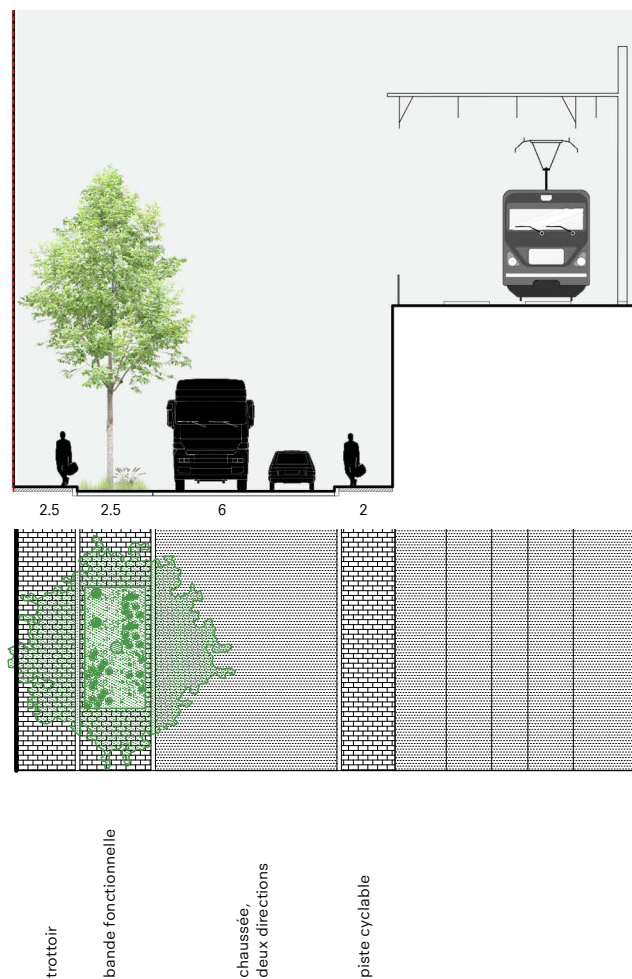 2.5
2.5
6
2
trottoir
bande fonctionnelle
chaussée,
deux directions
piste cyclable